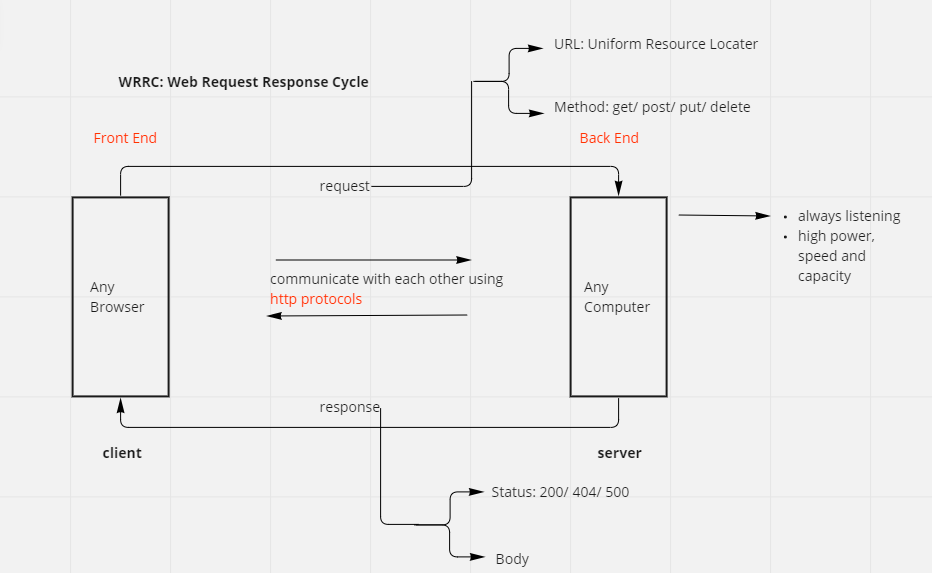 URL: Uniform Resource Locater
WRRC: Web Request Response Cycle
Method: get/ post/ put/ delete
Front End
Back End
request
always listening
high power,
speed and
capacity
Any
Browser
communicate with each other using
http protocols
Any
Computer
response
client
server
Status: 200/ 404/ 500
Body